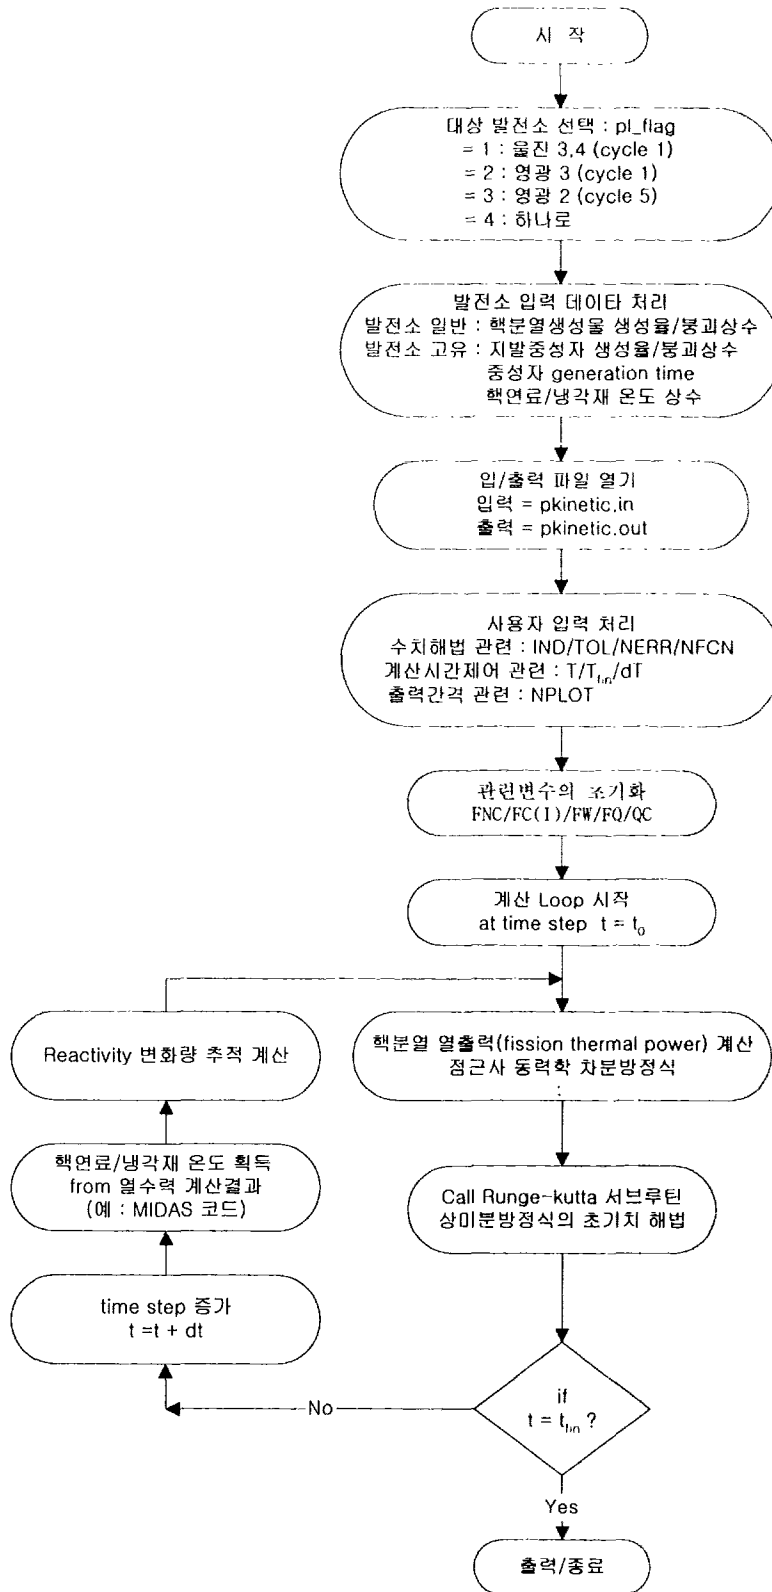 시 작
대상 발전소 선택 : pl_flag
= 1 : 울진 3,4 (cycle 1)
= 2 : 영광 3 (cycle 1)
= 3 : 영광 2 (cycle 5)
= 4 : 하나로
발전소 입력 데이타 처리
발전소 일반 : 핵분열생성물 생성율/붕괴상수
발전소 고유 : 지발중성자 생성율/붕괴상수
중성자 generation time
핵연료/냉각재 온도 상수
입/출력 파일 열기
입력 = pkinetic.in
출력 = pkinetic.out
사용자 입력 처리
수치해법 관련 : IND/TOL/NERR/NFCN
계산시간제어 관련 : T/T_fin/dT
출력간격 관련 : NPLOT
관련변수의 초기화
FNC/FC(I)/FW/FQ/QC
계산 Loop 시작
at time step t = t_0
핵분열 열출력(fission thermal power) 계산
점근사 동력학 차분방정식
:
Call Runge-kutta 서브루틴
상미분방정식의 초기치 해법
if
t = t_fin ?
No
time step 증가
t =t + dt
핵연료/냉각재 온도 획득
from 열수력 계산결과
(예 : MIDAS 코드)
Reactivity 변화량 추적 계산
Yes
출력/종료